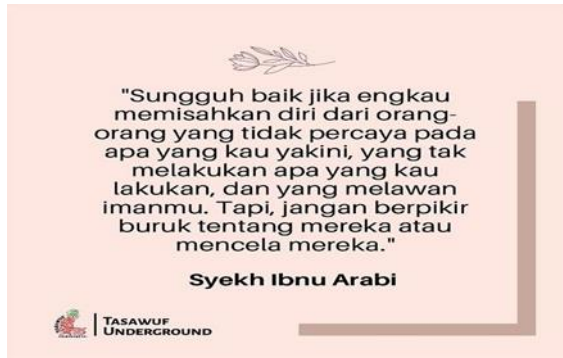 "Sungguh baik jika engkau
memisahkan diri dari orang-
orang yang tidak percaya pada
apa yang kau yakini, yang tak
melakukan apa yang kau
lakukan, dan yang melawan
imanmu. Tapi, jangan berpikir
buruk tentang mereka atau
mencela mereka."
Syekh Ibnu Arabi
TASAWUF
UNDERGROUND